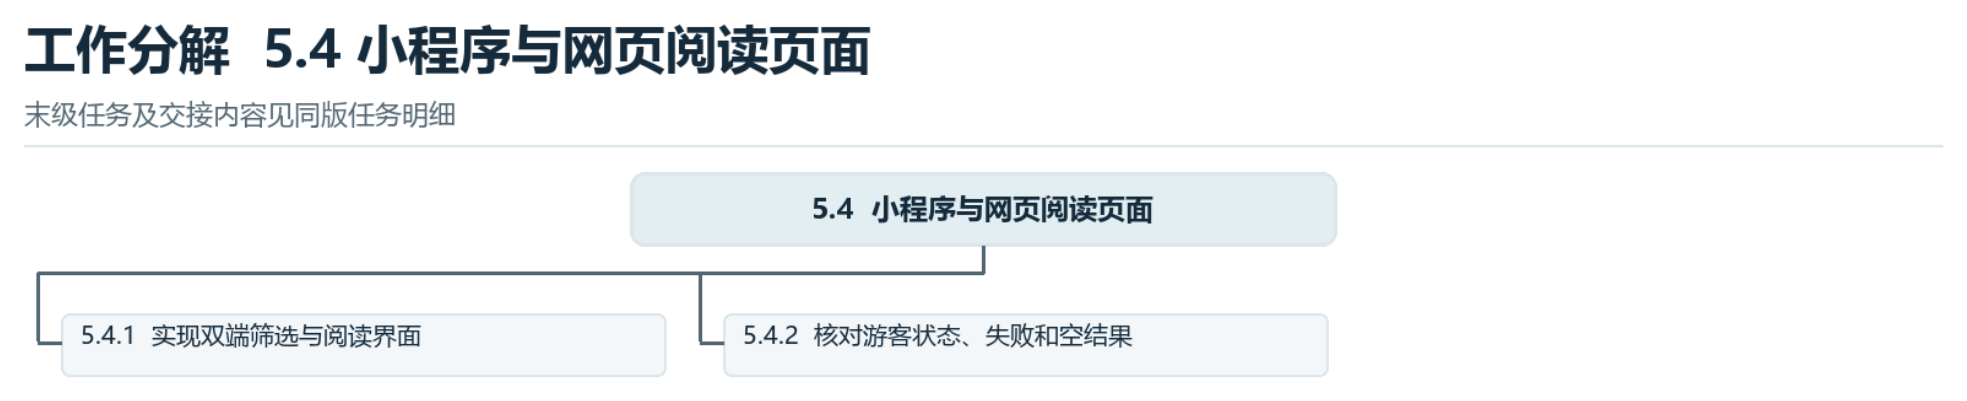 工作分解  5.4 小程序与网页阅读页面
末级任务及交接内容见同版任务明细
5.4  小程序与网页阅读页面
5.4.1  实现双端筛选与阅读界面
5.4.2  核对游客状态、失败和空结果